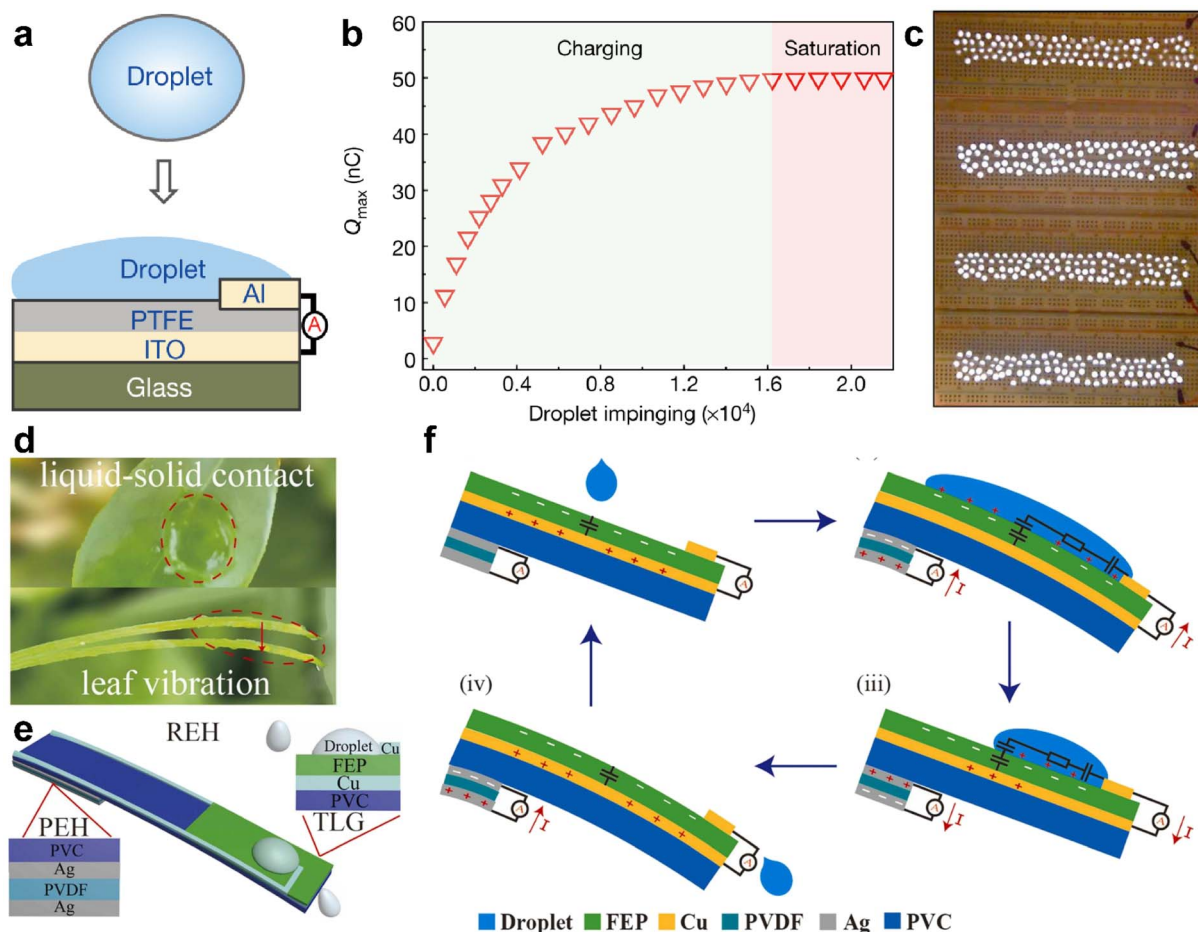 a
Droplet
Droplet
Al
PTFE
A
ITO
Glass
b
60
50
40
30
20
10
0
Q_max (nC)
Charging
Saturation
0.0
0.4
0.8
1.2
1.6
2.0
Droplet impinging (×10⁴)
c
d
liquid-solid contact
leaf vibration
e
REH
Droplet
Cu
FEP
Cu
PVC
TLG
PEH
PVC
Ag
PVDF
Ag
f
A
A
A
I
A
I
(iii)
A
I
A
I
(iv)
A
I
A
Droplet FEP Cu PVDF Ag PVC